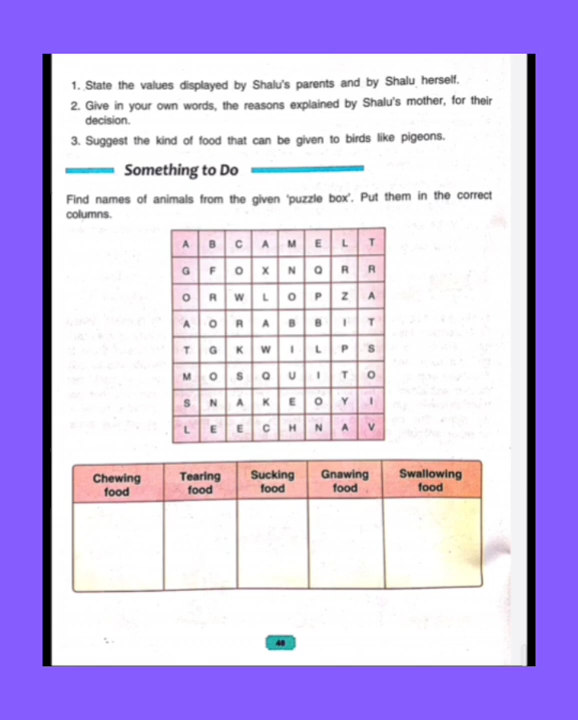 1. State the values displayed by Shalu's parents and by Shalu herself.
2. Give in your own words, the reasons explained by Shalu's mother, for their
decision.
3. Suggest the kind of food that can be given to birds like pigeons.
Something to Do
Find names of animals from the given 'puzzle box'. Put them in the correct
columns.
A B C A M E L T
G F O X N Q R R
O R W L O P Z A
A O R A B B I T
T G K W I L P S
M O S Q U I T O
S N A K E O Y I
L E E C H N A V
Chewing food Tearing food Sucking food Gnawing food Swallowing food